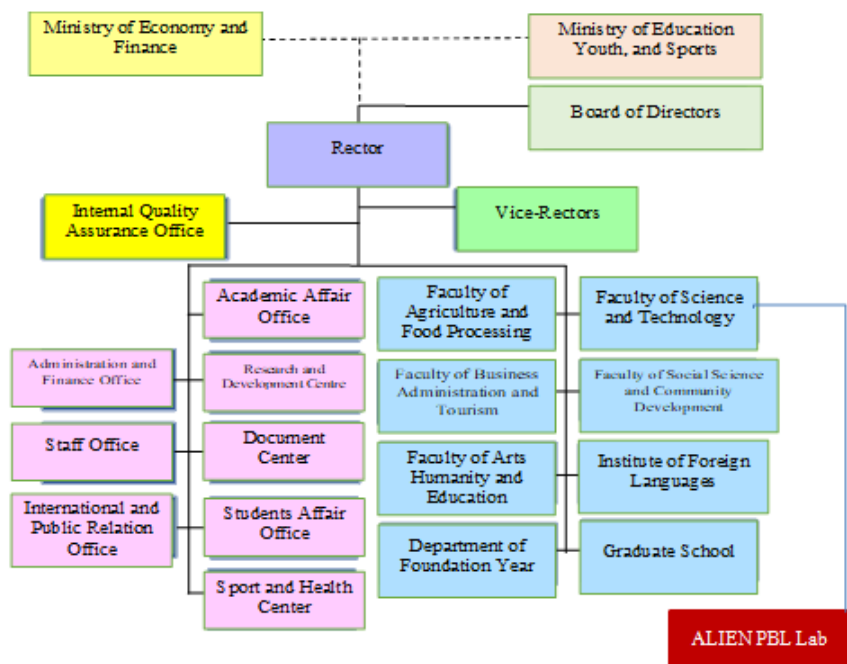 Ministry of Economy and
Finance
Ministry of Education
Youth, and Sports
Board of Directors
Rector
Internal Quality
Assurance Office
Vice-Rectors
Academic Affair
Office
Faculty of
Agriculture and
Food Processing
Faculty of Science
and Technology
Administration and
Finance Office
Research and
Development Centre
Faculty of Business
Administration and
Tourism
Faculty of Social Science
and Community
Development
Staff Office
Document
Center
Faculty of Arts
Humanity and
Education
Institute of Foreign
Languages
International and
Public Relation
Office
Students Affair
Office
Department of
Foundation Year
Graduate School
Sport and Health
Center
ALIEN PBL Lab